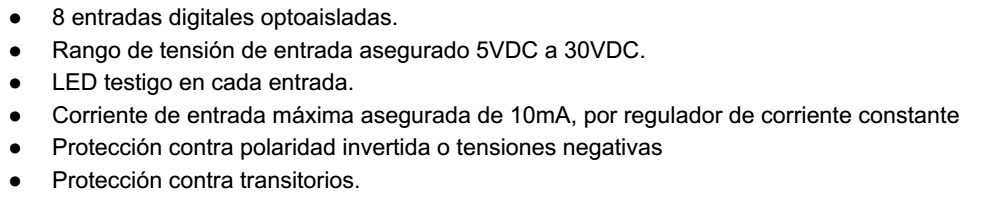 ● 8 entradas digitales optoaisladas.
● Rango de tensión de entrada asegurado 5VDC a 30VDC.
● LED testigo en cada entrada.
● Corriente de entrada máxima asegurada de 10mA, por regulador de corriente constante
● Protección contra polaridad invertida o tensiones negativas
● Protección contra transitorios.